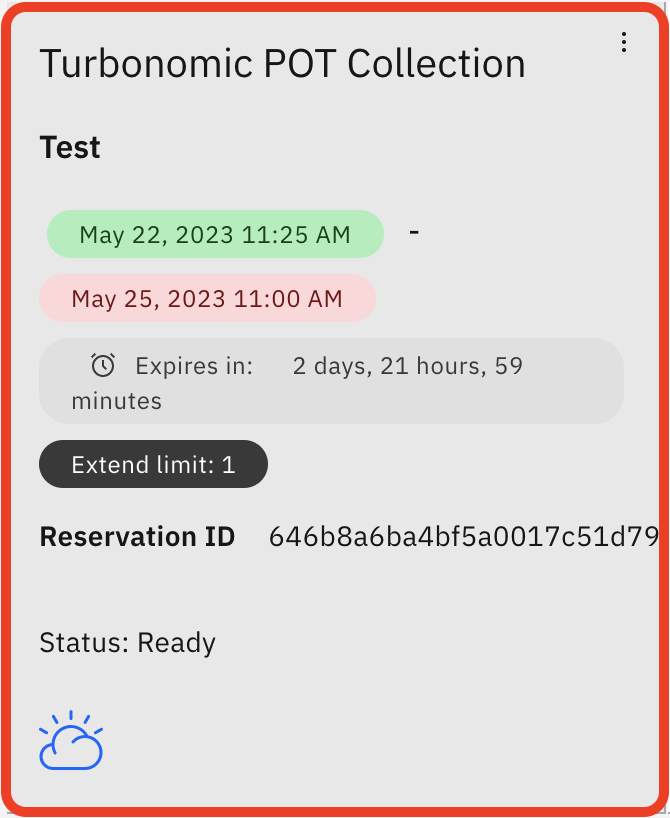 Turbonomic POT Collection
Test
May 22, 2023 11:25 AM -
May 25, 2023 11:00 AM
Expires in: 2 days, 21 hours, 59
minutes
Extend limit: 1
Reservation ID 646b8a6ba4bf5a0017c51d79
Status: Ready